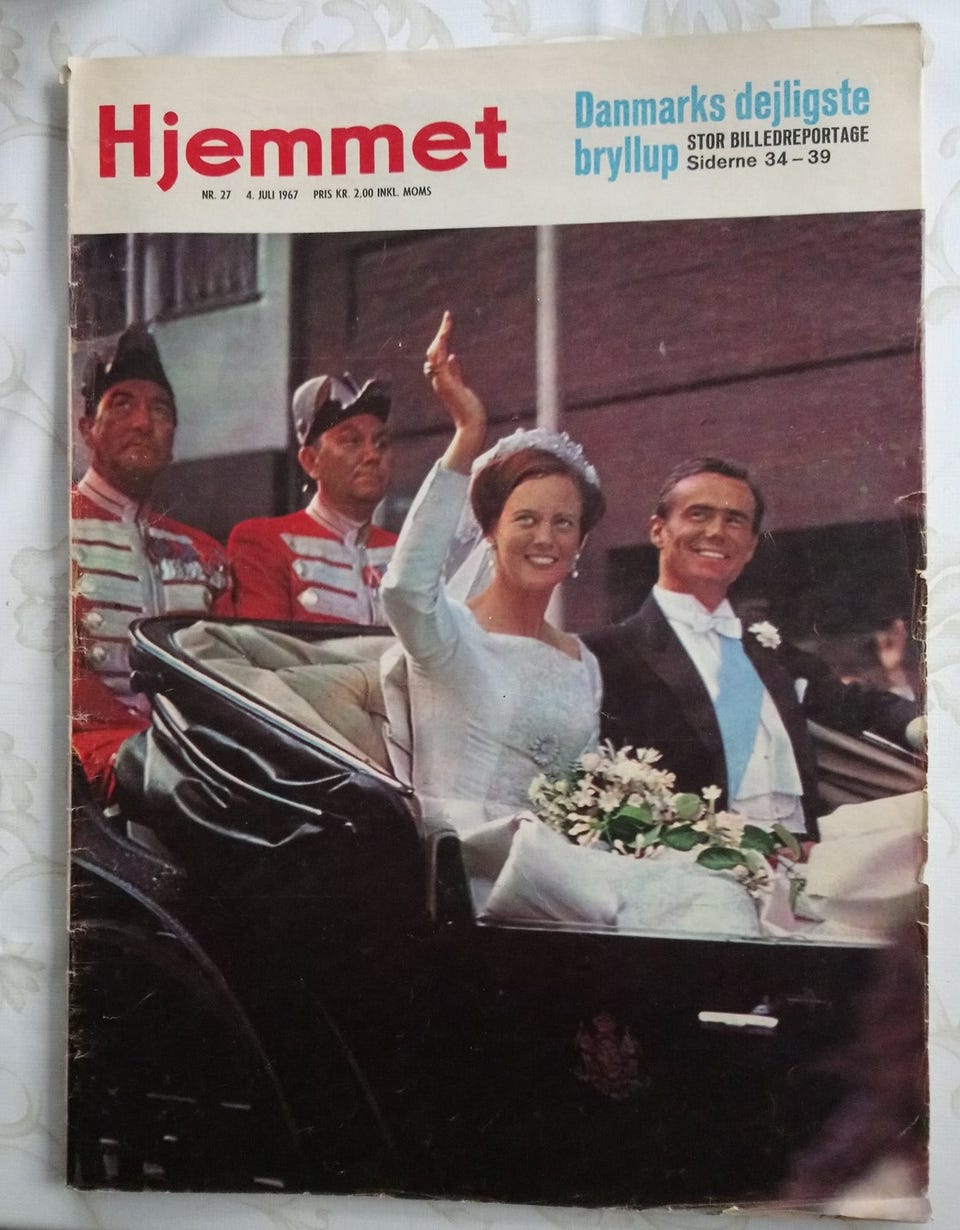 Hjemmet
NR. 27 4. JULI 1967 PRIS KR. 2,00 INKL. MOMS
Danmarks dejligste
bryllup STOR BILLEDREPORTAGE
Siderne 34 – 39